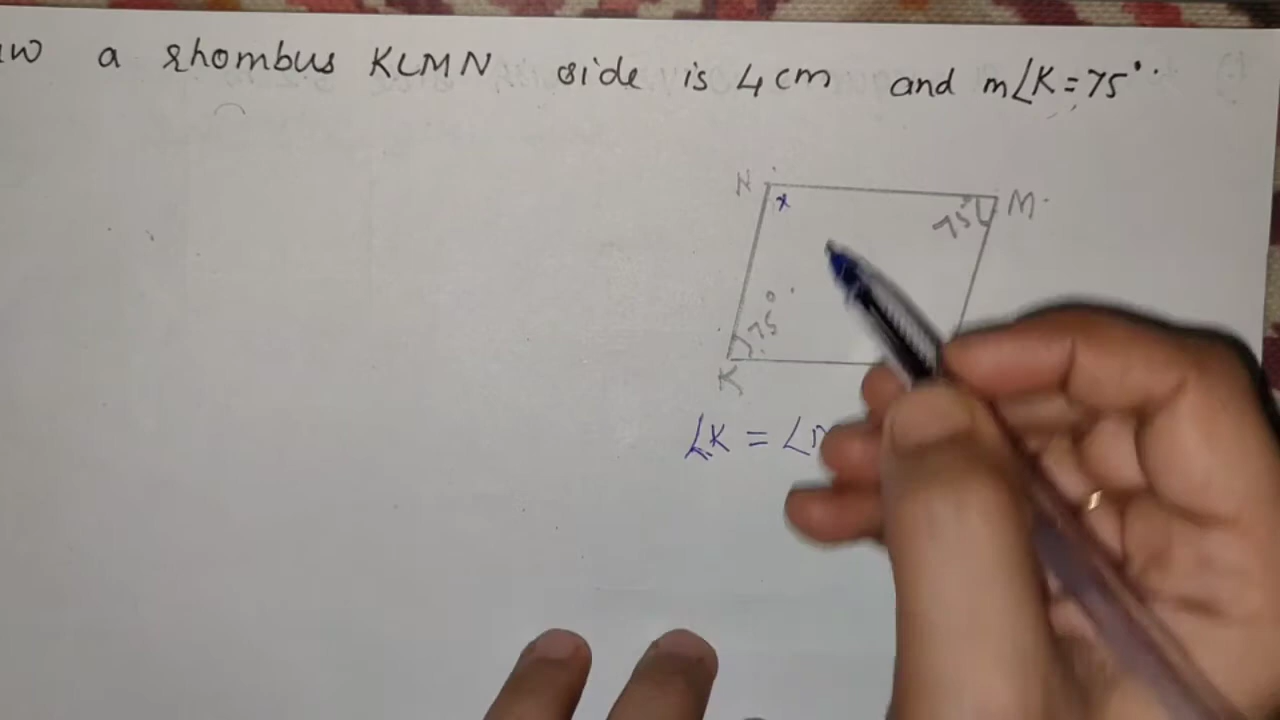 a rhombus KLMN side is 4 cm and m∠K = 75°.
N
x
75°
M
75°
K
∠K = ∠